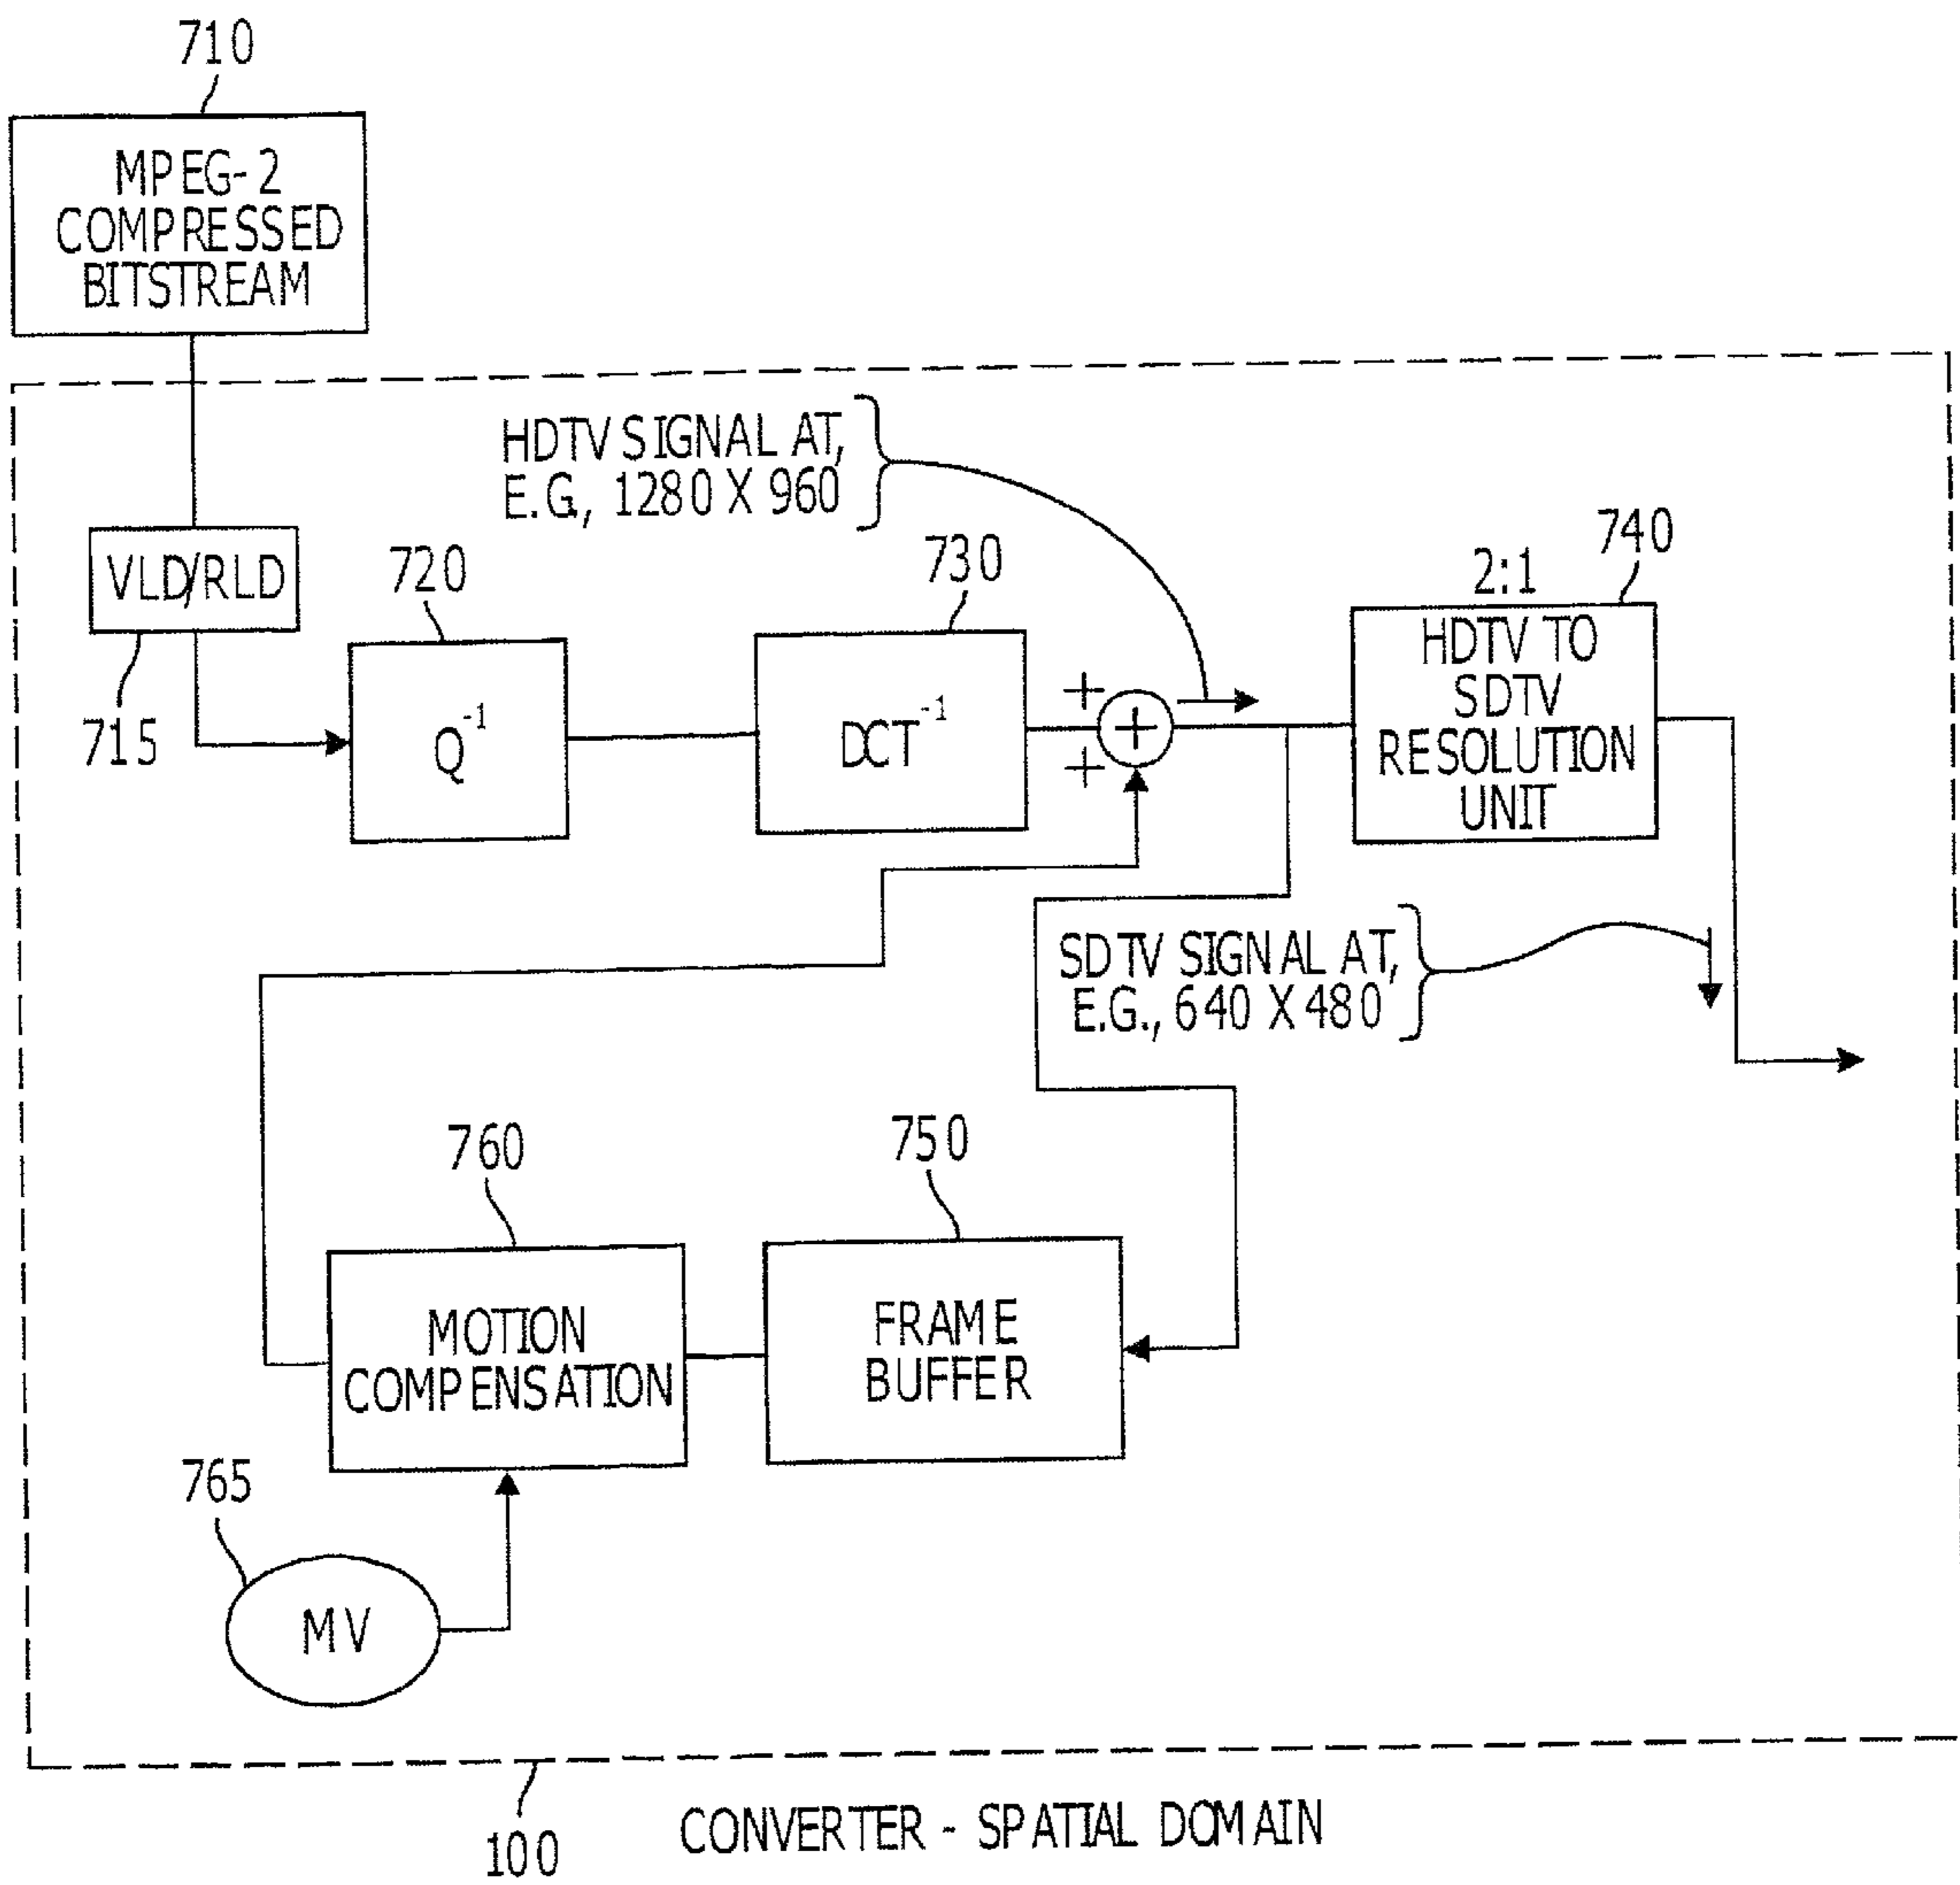 710
MPEG-2
COMPRESSED
BITSTREAM
HDTV SIGNAL AT,
E.G., 1280 X 960
VLD/RLD
715
720
Q-1
730
DCT-1
+
+
+
740
2:1
HDTV TO
SDTV
RESOLUTION
UNIT
SDTV SIGNAL AT,
E.G., 640 X 480
760
MOTION
COMPENSATION
750
FRAME
BUFFER
765
MV
100
CONVERTER - SPATIAL DOMAIN